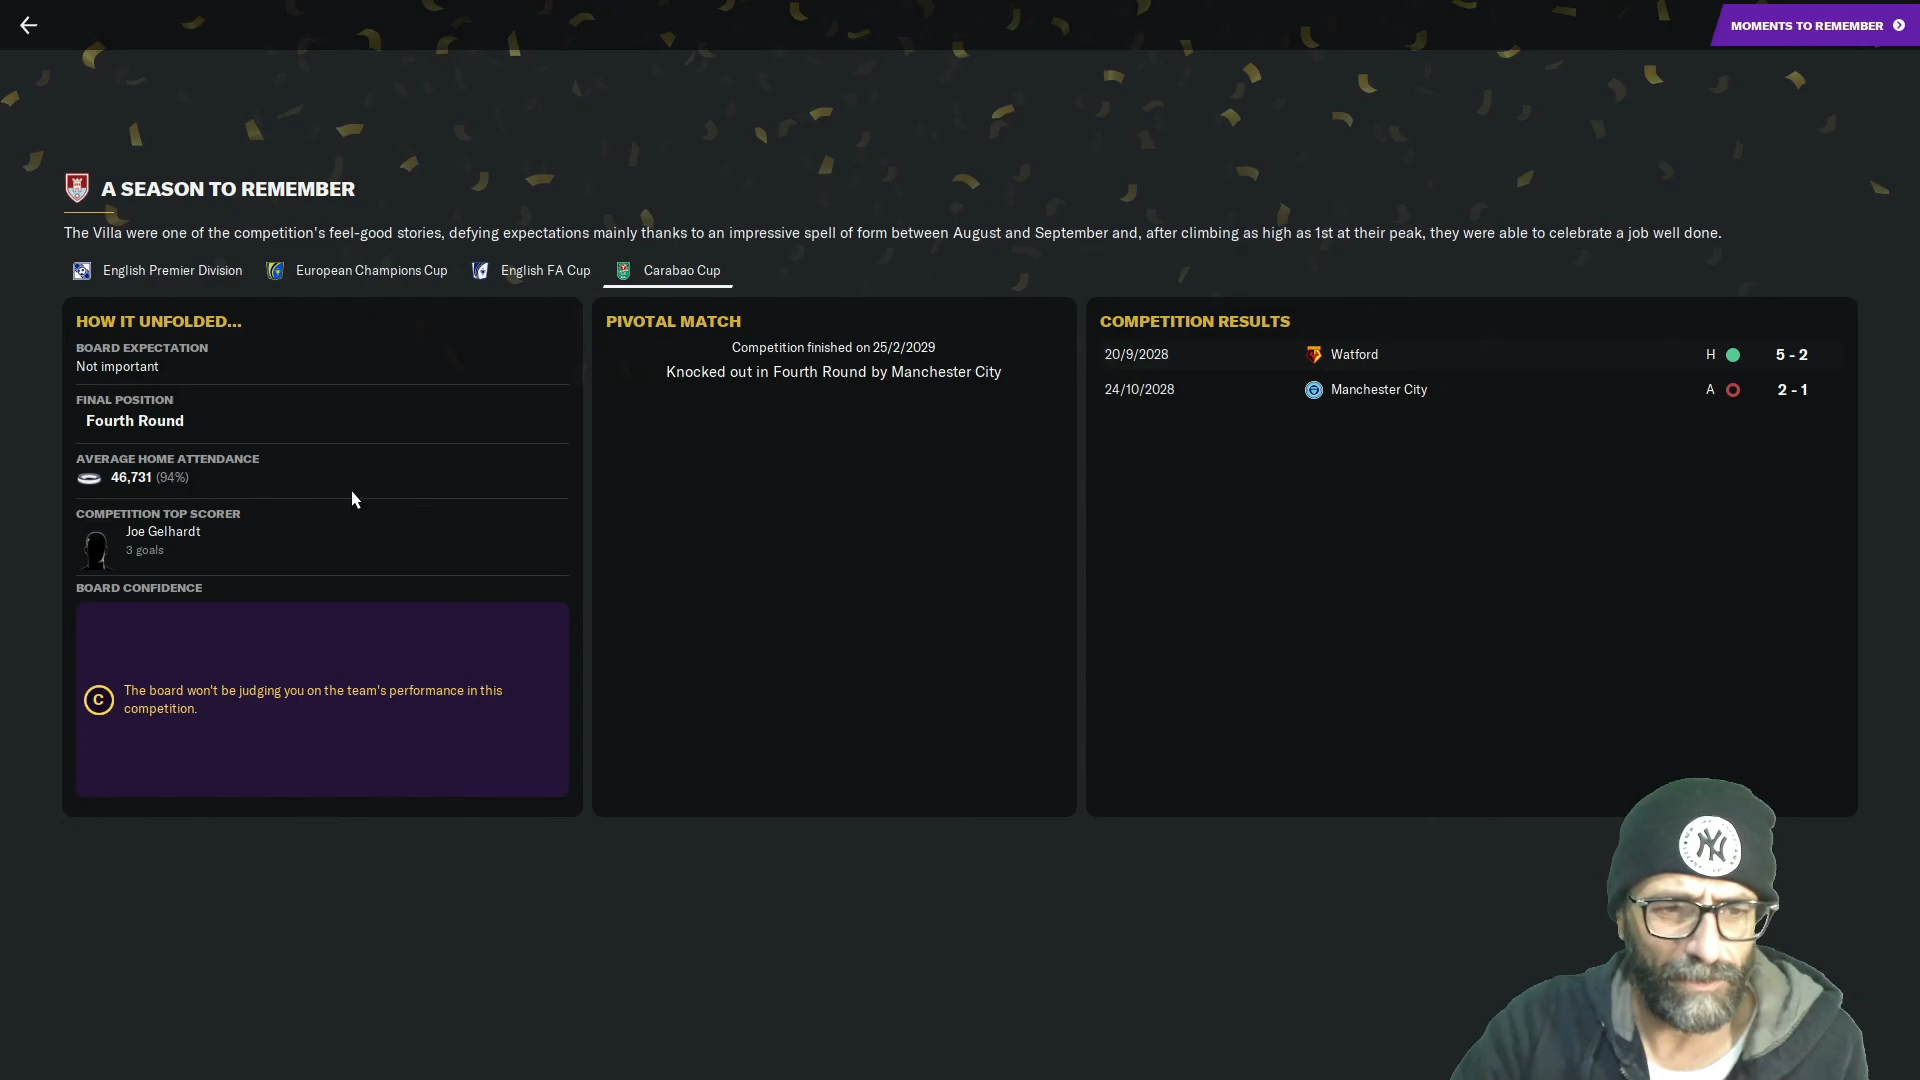 MOMENTS TO REMEMBER
A SEASON TO REMEMBER
The Villa were one of the competition's feel-good stories, defying expectations mainly thanks to an impressive spell of form between August and September and, after climbing as high as 1st at their peak, they were able to celebrate a job well done.
English Premier Division
European Champions Cup
English FA Cup
Carabao Cup
HOW IT UNFOLDED...
BOARD EXPECTATION
Not important
FINAL POSITION
Fourth Round
AVERAGE HOME ATTENDANCE
46,731 (94%)
COMPETITION TOP SCORER
Joe Gelhardt
3 goals
BOARD CONFIDENCE
C
The board won't be judging you on the team's performance in this
competition.
PIVOTAL MATCH
Competition finished on 25/2/2029
Knocked out in Fourth Round by Manchester City
COMPETITION RESULTS
20/9/2028 Watford H 5 - 2
24/10/2028 Manchester City A 2 - 1
NY